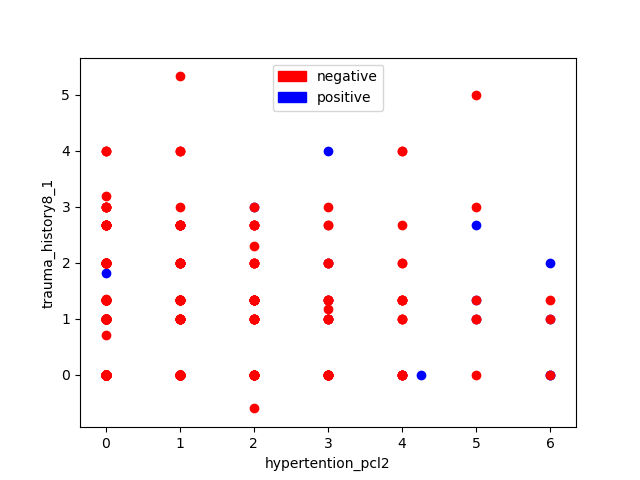 negative
positive
5
4
3
2
1
0
trauma_history8_1
0 1 2 3 4 5 6
hypertention_pcl2